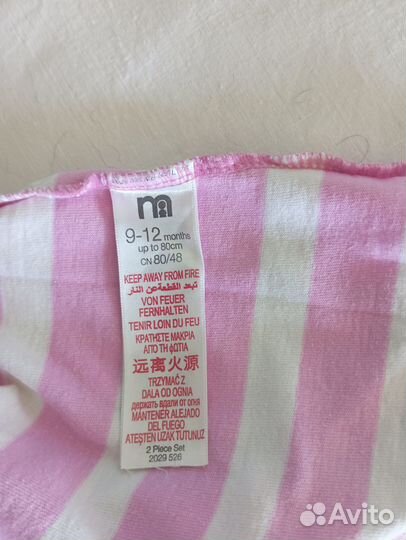 9-12 months
up to 80cm
CN 80/48
KEEP AWAY FROM FIRE
تبعد القطعة عن النار
VON FEUER
FERNHALTEN
TENIR LOIN DU FEU
ΚΡΑΤΗΣΤΕ ΜΑΚΡΙΑ
ΑΠΟ ΤΗ φΩΤΙΑ
远离火源
TRZYMAĆ Z
DALA OD OGNIA
держать вдали от огня
MANTENER ALEJADO
DEL FUEGO
ATEŞTEN UZAK TUTUNUZ
2 Piece Set
2029 526
Avito